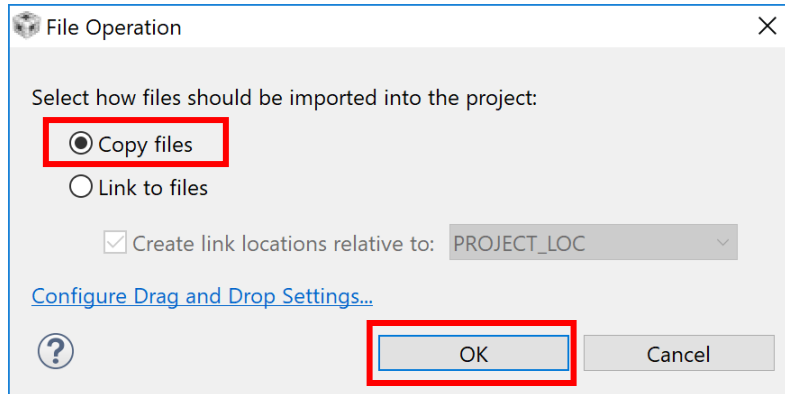 File Operation
Select how files should be imported into the project:
Copy files
Link to files
Create link locations relative to: PROJECT_LOC
Configure Drag and Drop Settings...
? OK Cancel